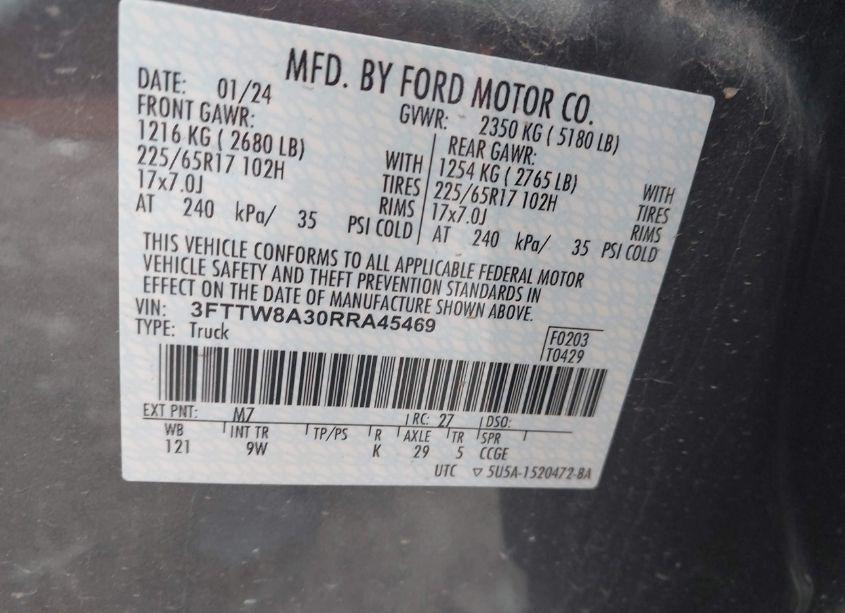 MFD. BY FORD MOTOR CO.
DATE: 01/24 GVWR: 2350 KG ( 5180 LB)
FRONT GAWR: REAR GAWR:
1216 KG ( 2680 LB) WITH 1254 KG ( 2765 LB) WITH
225/65R17 102H TIRES 225/65R17 102H TIRES
17x7.0J RIMS 17x7.0J RIMS
AT 240 kPa/ 35 PSI COLD AT 240 kPa/ 35 PSI COLD
THIS VEHICLE CONFORMS TO ALL APPLICABLE FEDERAL MOTOR
VEHICLE SAFETY AND THEFT PREVENTION STANDARDS IN
EFFECT ON THE DATE OF MANUFACTURE SHOWN ABOVE.
VIN: 3FTTW8A30RRA45469
TYPE: Truck F0203
T0429
EXT PNT: M7 RC: 27 DSO:
WB INT TR TP/PS R AXLE TR SPR
121 9W K 29 5 CCGE
UTC ▽ 5U5A-1520472-BA